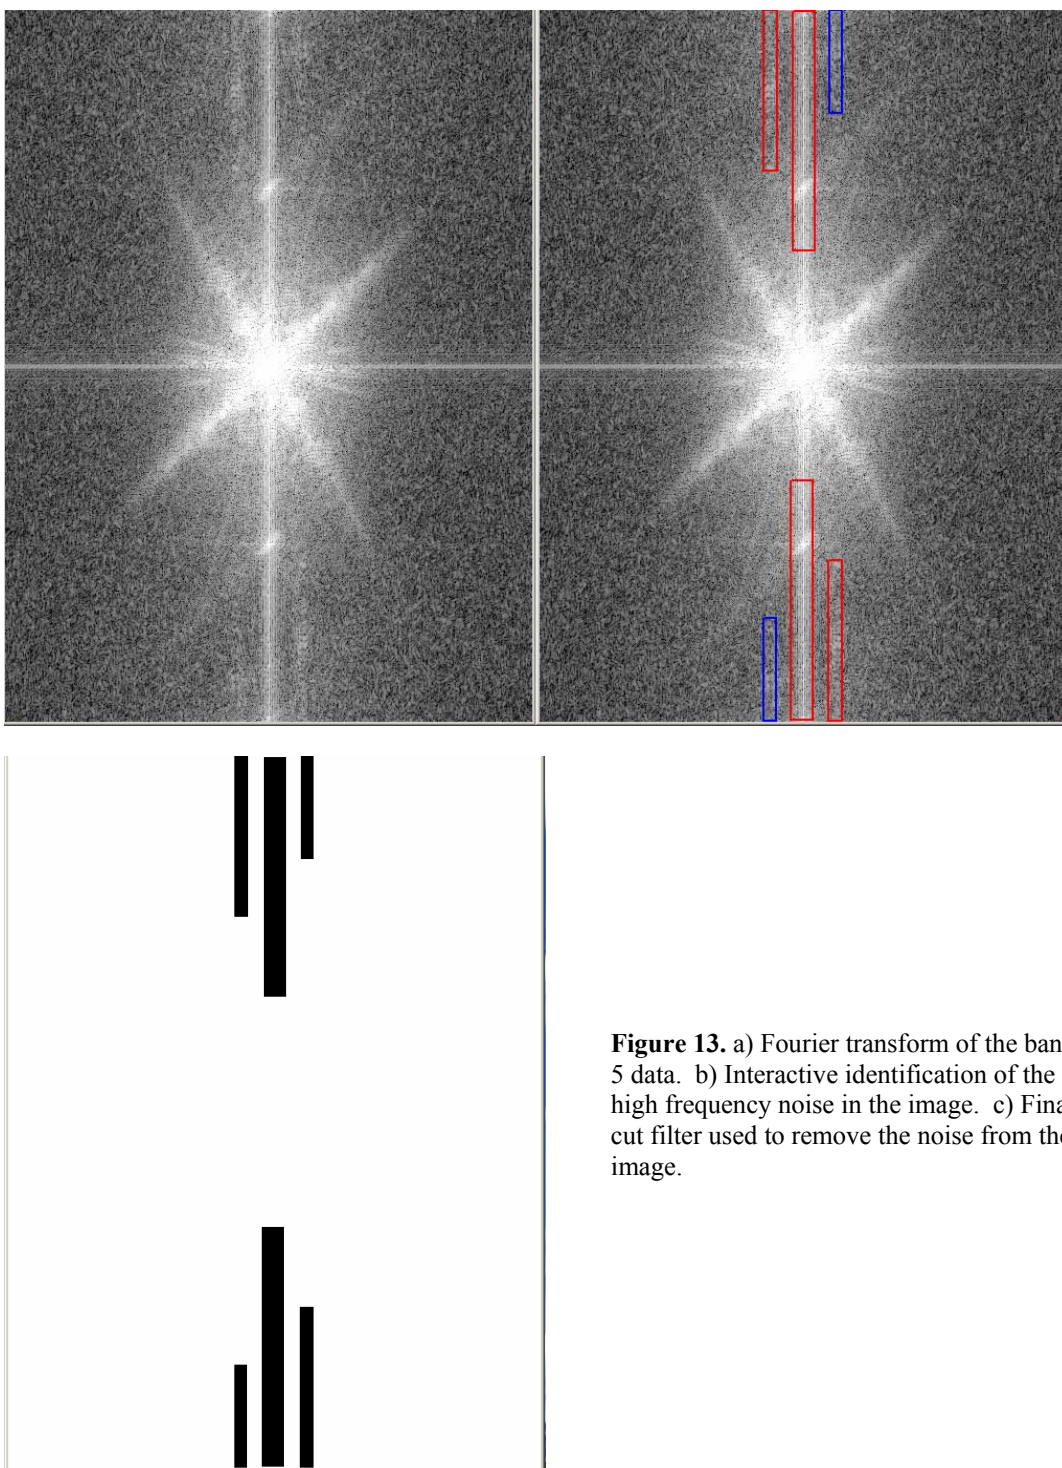 Figure 13. a) Fourier transform of the ban
5 data. b) Interactive identification of the
high frequency noise in the image. c) Fina
cut filter used to remove the noise from the
image.